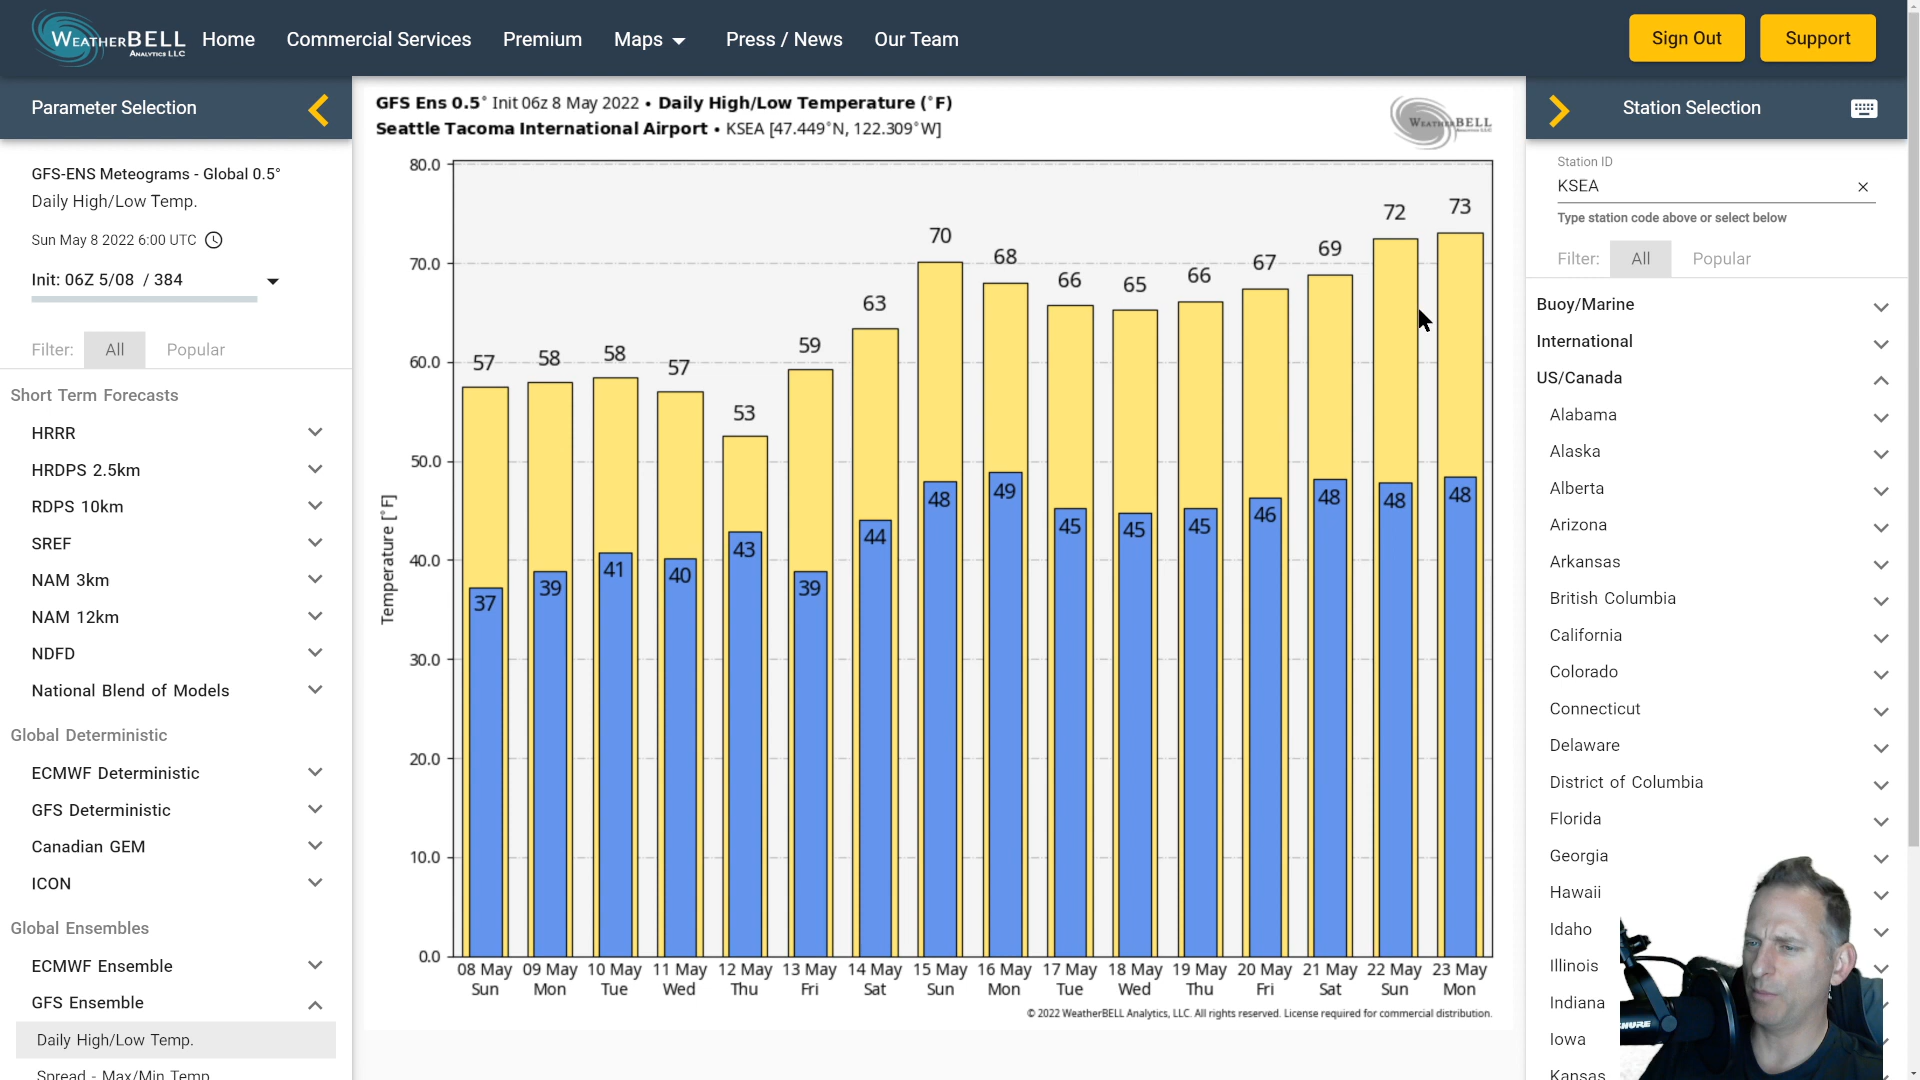 WEATHERBELL
ANALYTICS LLC
Home
Commercial Services
Premium
Maps
Press / News
Our Team
Sign Out
Support
Parameter Selection
GFS-ENS Meteograms - Global 0.5°
Daily High/Low Temp.
Sun May 8 2022 6:00 UTC
Init: 06Z 5/08 / 384
Filter: All Popular
Short Term Forecasts
HRRR
HRDPS 2.5km
RDPS 10km
SREF
NAM 3km
NAM 12km
NDFD
National Blend of Models
Global Deterministic
ECMWF Deterministic
GFS Deterministic
Canadian GEM
ICON
Global Ensembles
ECMWF Ensemble
GFS Ensemble
Daily High/Low Temp.
Spread - Max/Min Temp
GFS Ens 0.5° Init 06z 8 May 2022 • Daily High/Low Temperature (°F)
Seattle Tacoma International Airport • KSEA [47.449°N, 122.309°W]
WEATHERBELL
Temperature [°F]
80.0
70.0
60.0
50.0
40.0
30.0
20.0
10.0
0.0
57 58 58 57 53 59 63 70 68 66 65 66 67 69 72 73
37 39 41 40 43 39 44 48 49 45 45 45 46 48 48 48
08 May 09 May 10 May 11 May 12 May 13 May 14 May 15 May 16 May 17 May 18 May 19 May 20 May 21 May 22 May 23 May
Sun Mon Tue Wed Thu Fri Sat Sun Mon Tue Wed Thu Fri Sat Sun Mon
© 2022 WeatherBELL Analytics, LLC. All rights reserved. License required for commercial distribution.
Station Selection
Station ID
KSEA
Type station code above or select below
Filter: All Popular
Buoy/Marine
International
US/Canada
Alabama
Alaska
Alberta
Arizona
Arkansas
British Columbia
California
Colorado
Connecticut
Delaware
District of Columbia
Florida
Georgia
Hawaii
Idaho
Illinois
Indiana
Iowa
Kansas
SHURE